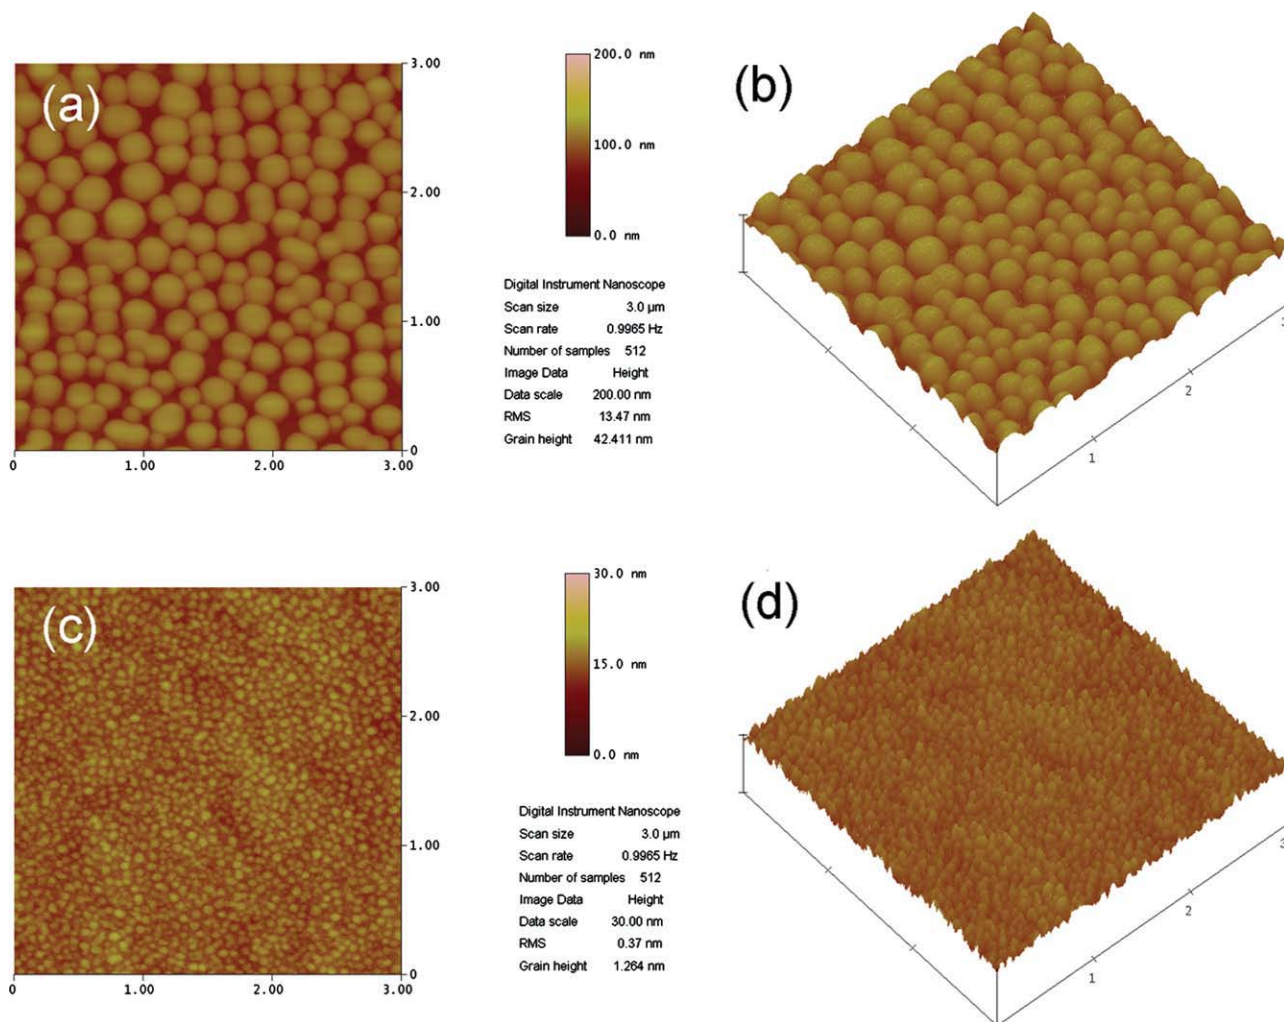 (a)
3.00
2.00
1.00
0
0 1.00 2.00 3.00
200.0 nm
100.0 nm
0.0 nm
Digital Instrument Nanoscope
Scan size 3.0 µm
Scan rate 0.9965 Hz
Number of samples 512
Image Data Height
Data scale 200.00 nm
RMS 13.47 nm
Grain height 42.411 nm
(b)
1
2
(c)
3.00
2.00
1.00
0
0 1.00 2.00 3.00
30.0 nm
15.0 nm
0.0 nm
Digital Instrument Nanoscope
Scan size 3.0 µm
Scan rate 0.9965 Hz
Number of samples 512
Image Data Height
Data scale 30.00 nm
RMS 0.37 nm
Grain height 1.264 nm
(d)
1
2